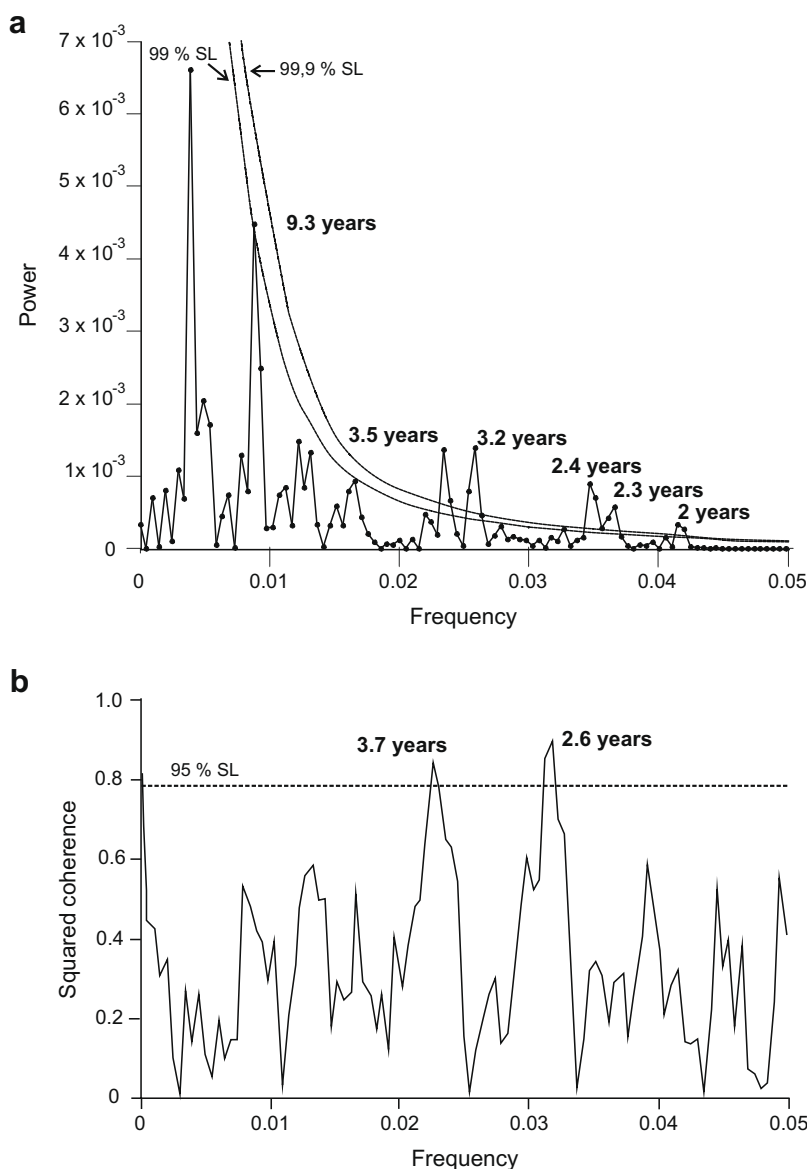 a
7 x 10-3
99 % SL
99,9 % SL
6 x 10-3
5 x 10-3
9.3 years
4 x 10-3
Power
3 x 10-3
2 x 10-3
3.5 years
3.2 years
2.4 years
1 x 10-3
2.3 years
2 years
0
0 0.01 0.02 0.03 0.04 0.05
Frequency
b
1.0
3.7 years
2.6 years
95 % SL
0.8
Squared coherence
0.6
0.4
0.2
0
0 0.01 0.02 0.03 0.04 0.05
Frequency